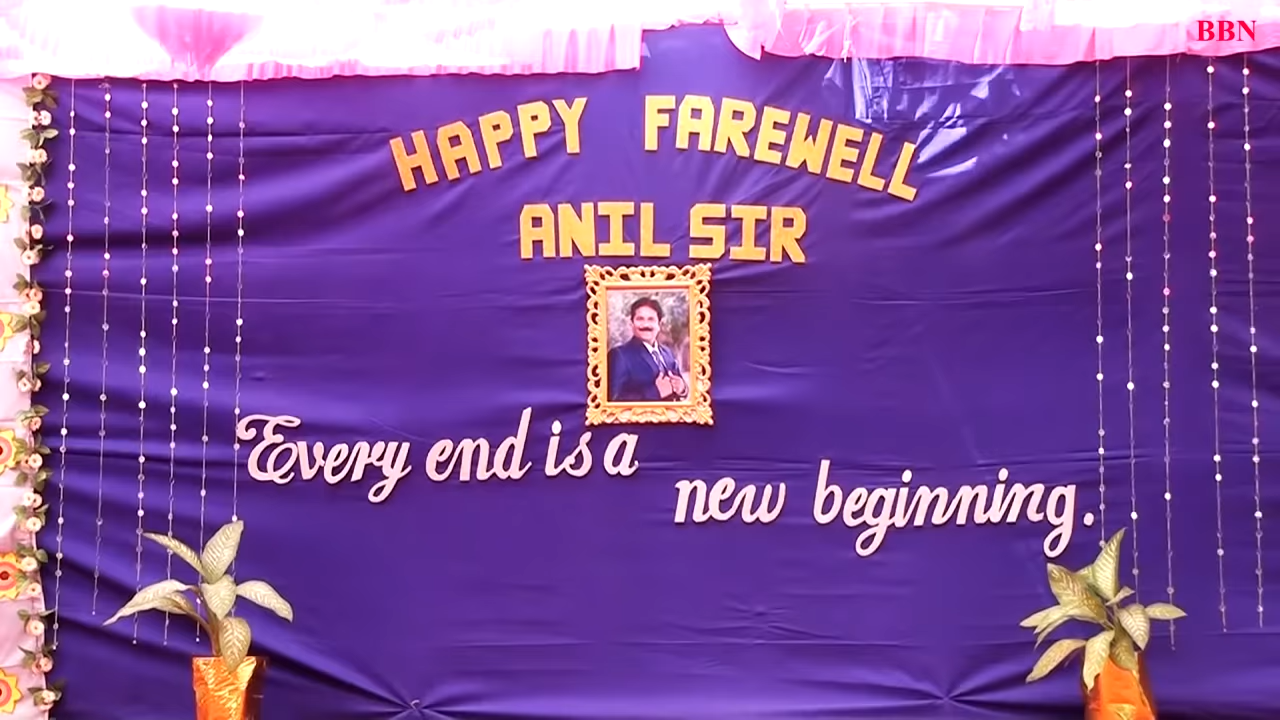 BBN
HAPPY FAREWELL
ANIL SIR
Every end is a
new beginning.